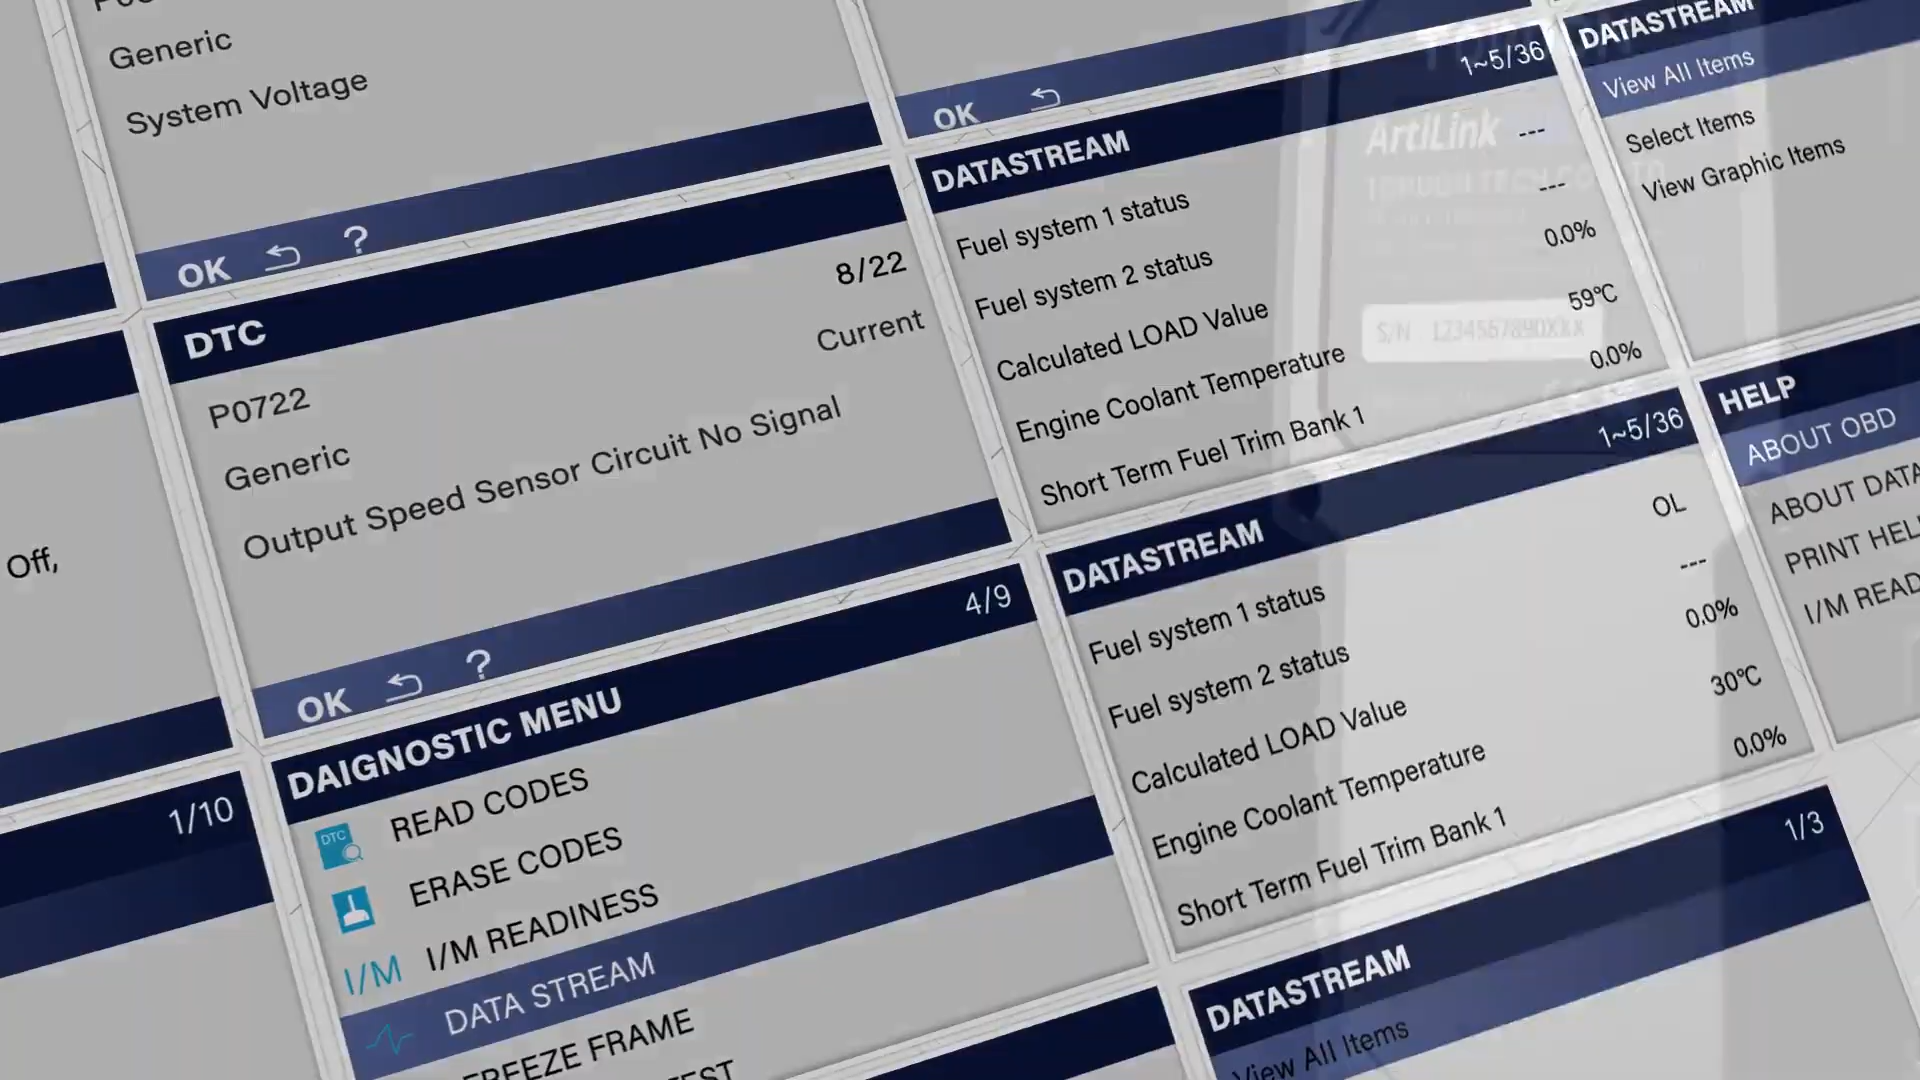 Generic
System Voltage
OK
?
OK
DTC
8/22
Current
P0722
Generic
Output Speed Sensor Circuit No Signal
OK
?
Off,
1/10
DAIGNOSTIC MENU
4/9
DTC
READ CODES
ERASE CODES
I/M
I/M READINESS
DATA STREAM
FREEZE FRAME
DATASTREAM
1~5/36
Fuel system 1 status
---
Fuel system 2 status
---
Calculated LOAD Value
0.0%
Engine Coolant Temperature
59℃
Short Term Fuel Trim Bank 1
0.0%
DATASTREAM
1~5/36
Fuel system 1 status
OL
Fuel system 2 status
---
Calculated LOAD Value
0.0%
Engine Coolant Temperature
30℃
Short Term Fuel Trim Bank 1
0.0%
DATASTREAM
1/3
View All Items
DATASTREAM
View All Items
Select Items
View Graphic Items
ArtiLink
S/N 1234567890XXX
HELP
ABOUT OBD
ABOUT DATA
PRINT HEL
I/M READ